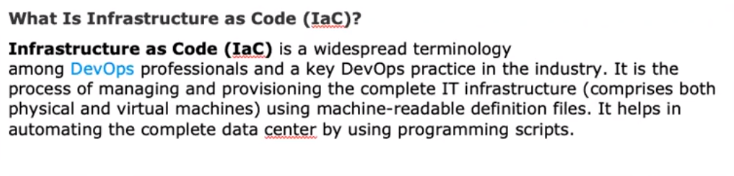 What Is Infrastructure as Code (IaC)?
Infrastructure as Code (IaC) is a widespread terminology
among DevOps professionals and a key DevOps practice in the industry. It is the
process of managing and provisioning the complete IT infrastructure (comprises both
physical and virtual machines) using machine-readable definition files. It helps in
automating the complete data center by using programming scripts.